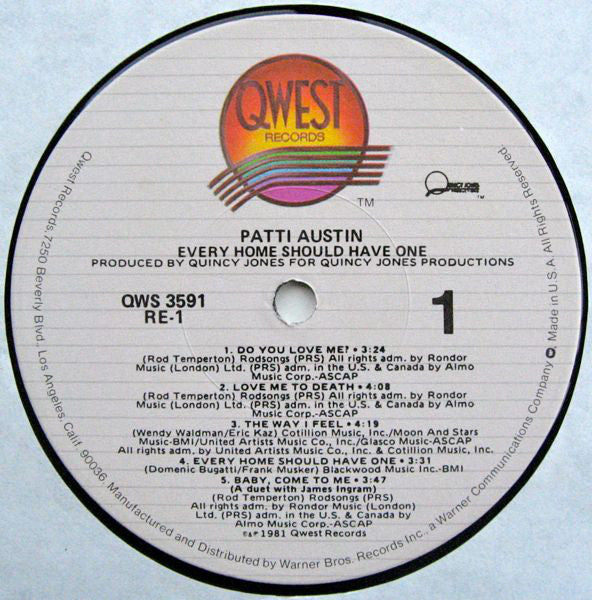 QWEST
RECORDS
TM
QUINCY JONES
PRODUCTIONS
TM
PATTI AUSTIN
EVERY HOME SHOULD HAVE ONE
PRODUCED BY QUINCY JONES FOR QUINCY JONES PRODUCTIONS
QWS 3591
RE-1
1
1. DO YOU LOVE ME? • 3:24
(Rod Temperton) Rodsongs (PRS) All rights adm. by Rondor
Music (London) Ltd. (PRS) adm. in the U.S. & Canada by Almo
Music Corp.-ASCAP
2. LOVE ME TO DEATH • 4:08
(Rod Temperton) Rodsongs (PRS) All rights adm. by Rondor
Music (London) Ltd. (PRS) adm. in the U.S. & Canada by Almo
Music Corp.-ASCAP
3. THE WAY I FEEL • 4:19
(Wendy Waldman/Eric Kaz) Cotillion Music, Inc./Moon And Stars
Music-BMI/United Artists Music Co., Inc./Glasco Music-ASCAP
All rights adm. by United Artists Music Co., Inc. & Cotillion Music, Inc.
4. EVERY HOME SHOULD HAVE ONE • 3:31
(Domenic Bugatti/Frank Musker) Blackwood Music Inc.-BMI
5. BABY, COME TO ME • 3:47
(A duet with James Ingram)
(Rod Temperton) Rodsongs (PRS)
All rights adm. by Rondor Music (London)
Ltd. (PRS) adm. in the U.S. & Canada by
Almo Music Corp.-ASCAP
©&℗ 1981 Qwest Records
Qwest Records, 7250 Beverly Blvd. Los Angeles, Calif. 90036. Manufactured and Distributed by Warner Bros. Records Inc., a Warner Communications Company Made in U.S.A. All Rights Reserved.